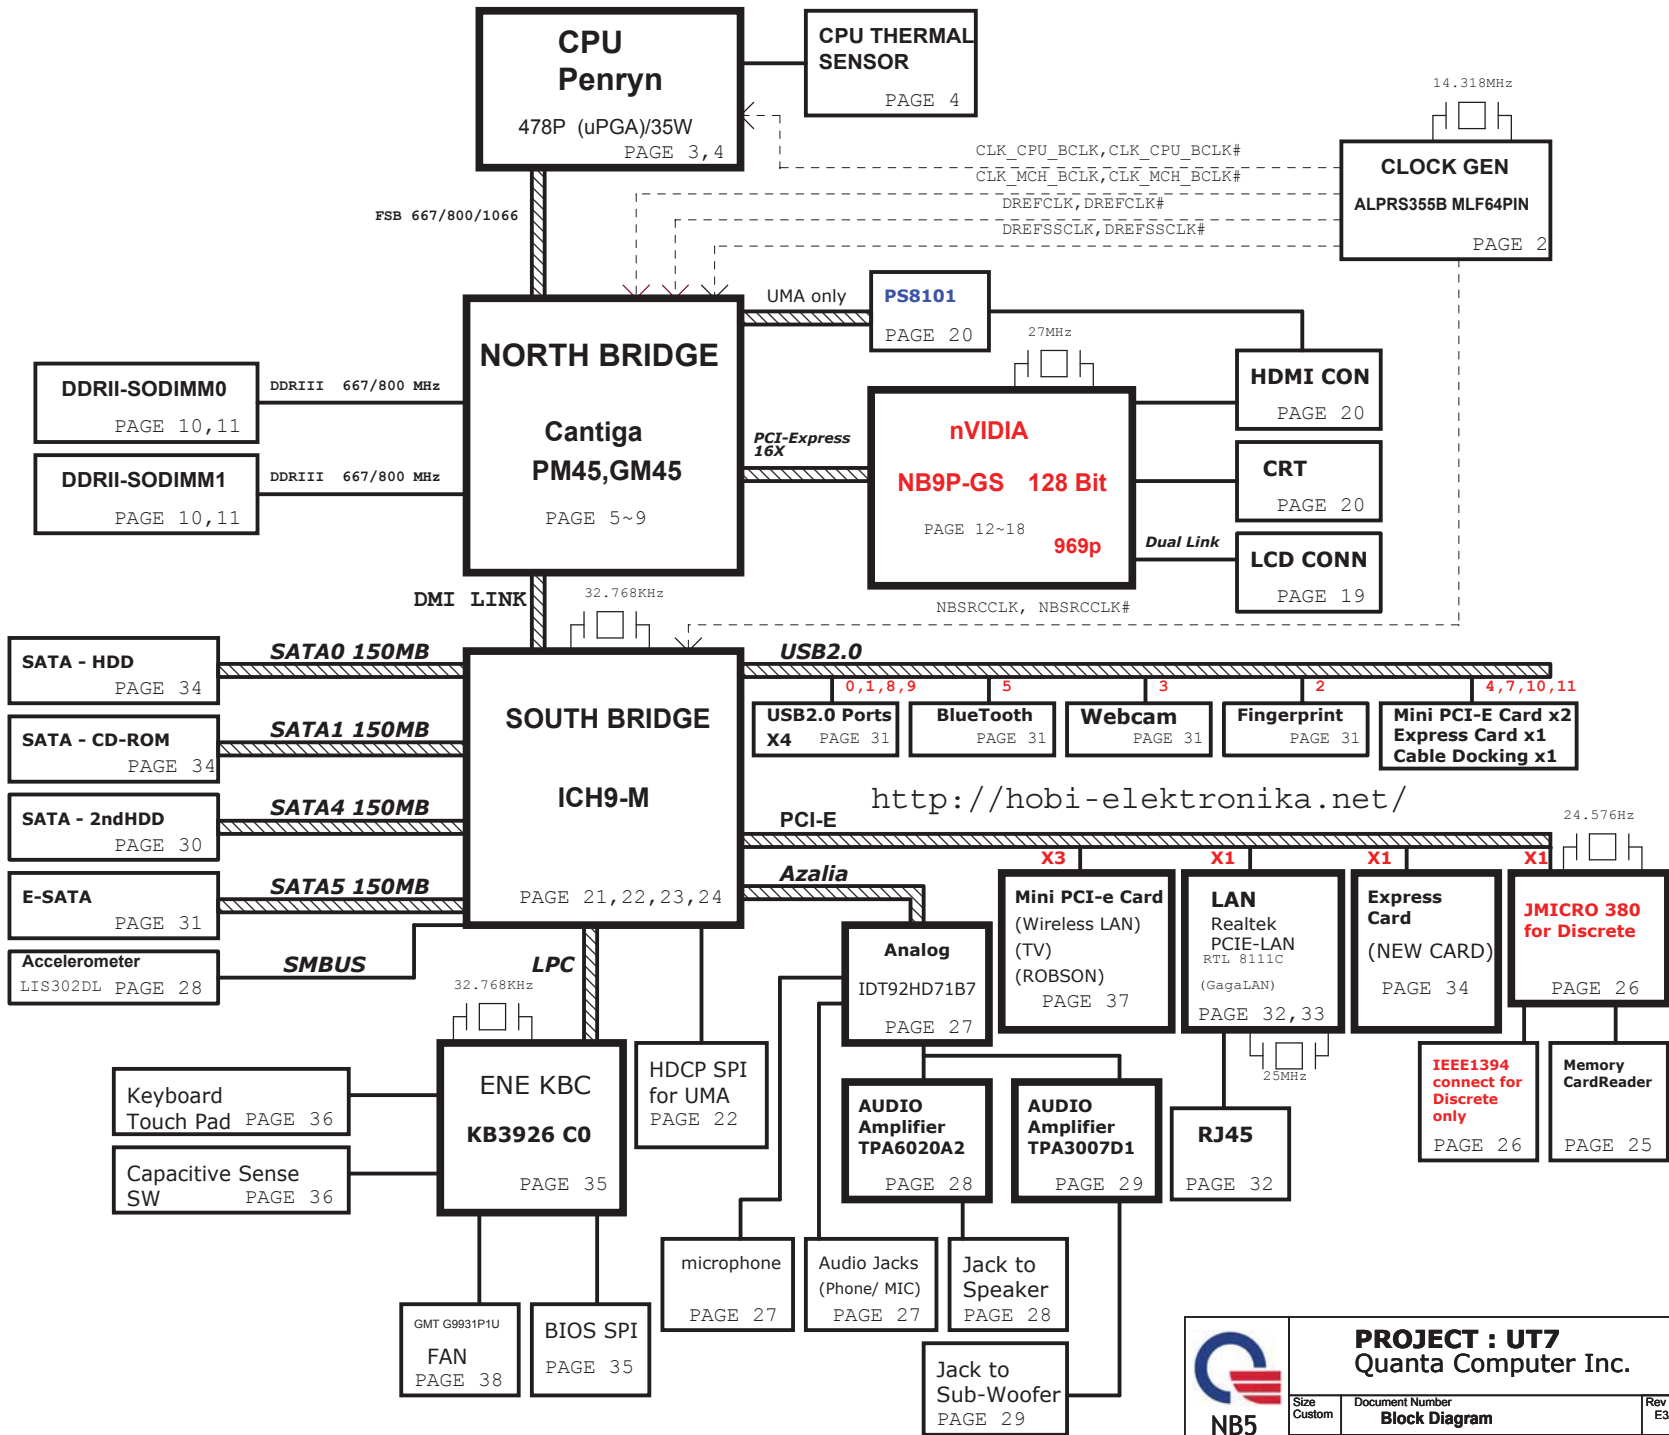 CPU
Penryn
478P (uPGA)/35W
PAGE 3,4
CPU THERMAL
SENSOR
PAGE 4
14.318MHz
CLOCK GEN
ALPRS355B MLF64PIN
PAGE 2
CLK_CPU_BCLK,CLK_CPU_BCLK#
CLK_MCH_BCLK,CLK_MCH_BCLK#
DREFCLK,DREFCLK#
DREFSSCLK,DREFSSCLK#
FSB 667/800/1066
NORTH BRIDGE
Cantiga
PM45,GM45
PAGE 5~9
UMA only
PS8101
PAGE 20
27MHz
DDRII-SODIMM0
PAGE 10,11
DDRIII 667/800 MHz
DDRII-SODIMM1
PAGE 10,11
DDRIII 667/800 MHz
PCI-Express
16X
nVIDIA
NB9P-GS 128 Bit
PAGE 12~18
969p
HDMI CON
PAGE 20
CRT
PAGE 20
Dual Link
LCD CONN
PAGE 19
NBSRCCLK, NBSRCCLK#
DMI LINK
32.768KHz
SATA - HDD
PAGE 34
SATA0 150MB
SATA - CD-ROM
PAGE 34
SATA1 150MB
SATA - 2ndHDD
PAGE 30
SATA4 150MB
E-SATA
PAGE 31
SATA5 150MB
Accelerometer
LIS302DL PAGE 28
SMBUS
SOUTH BRIDGE
ICH9-M
PAGE 21,22,23,24
USB2.0
0,1,8,9
5
3
2
4,7,10,11
USB2.0 Ports
X4 PAGE 31
BlueTooth
PAGE 31
Webcam
PAGE 31
Fingerprint
PAGE 31
Mini PCI-E Card x2
Express Card x1
Cable Docking x1
http://hobi-elektronika.net/
PCI-E
24.576Hz
X3
X1
X1
X1
Azalia
Mini PCI-e Card
(Wireless LAN)
(TV)
(ROBSON)
PAGE 37
LAN
Realtek
PCIE-LAN
RTL 8111C
(GagaLAN)
PAGE 32,33
25MHz
Express
Card
(NEW CARD)
PAGE 34
JMICRO 380
for Discrete
PAGE 26
Analog
IDT92HD71B7
PAGE 27
LPC
32.768KHz
ENE KBC
KB3926 C0
PAGE 35
HDCP SPI
for UMA
PAGE 22
Keyboard
Touch Pad PAGE 36
Capacitive Sense
SW PAGE 36
AUDIO
Amplifier
TPA6020A2
PAGE 28
AUDIO
Amplifier
TPA3007D1
PAGE 29
RJ45
PAGE 32
IEEE1394
connect for
Discrete
only
PAGE 26
Memory
CardReader
PAGE 25
microphone
PAGE 27
Audio Jacks
(Phone/ MIC)
PAGE 27
Jack to
Speaker
PAGE 28
Jack to
Sub-Woofer
PAGE 29
GMT G9931P1U
FAN
PAGE 38
BIOS SPI
PAGE 35
NB5
PROJECT : UT7
Quanta Computer Inc.
Size
Custom
Document Number
Block Diagram
Rev
E3